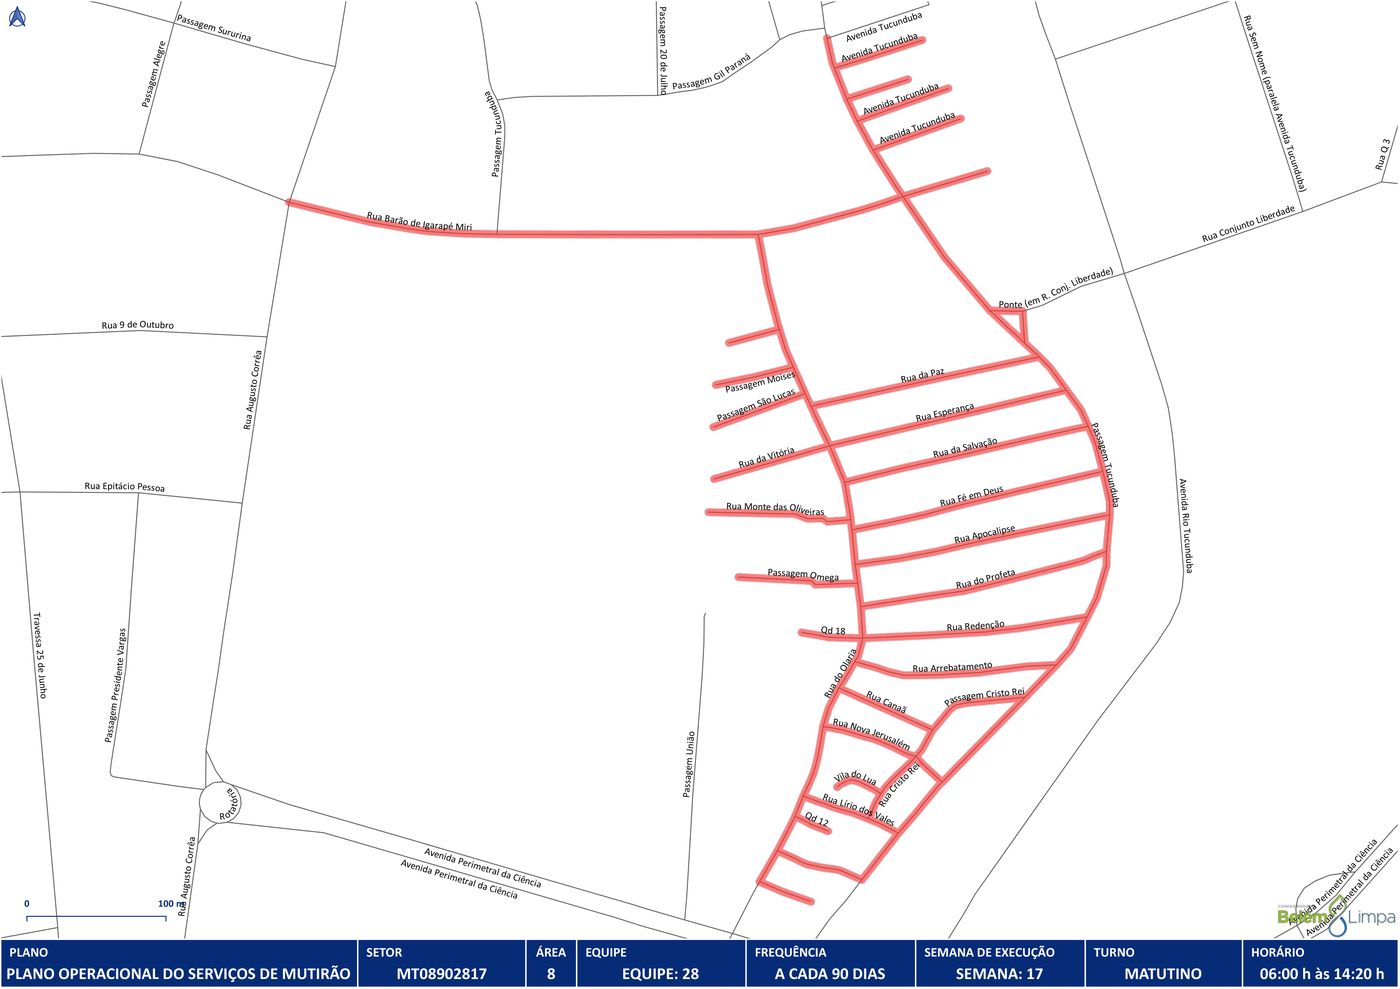 Passagem Sururina
Passagem Alegre
Passagem 20 de Julho
Passagem Gil Paraná
Passagem Tucunduba
Avenida Tucunduba
Avenida Tucunduba
Avenida Tucunduba
Avenida Tucunduba
Rua Sem Nome (paralela Avenida Tucunduba)
Rua Q 3
Rua Conjunto Liberdade
Ponte (em R. Conj. Liberdade)
Rua Barão de Igarapé Miri
Rua 9 de Outubro
Rua Augusto Corrêa
Rua Epitácio Pessoa
Passagem Moises
Passagem São Lucas
Rua da Vitória
Rua Monte das Oliveiras
Passagem Omega
Qd 18
Rua da Paz
Rua Esperança
Rua da Salvação
Rua Fé em Deus
Rua Apocalipse
Rua do Profeta
Rua Redenção
Rua Arrebatamento
Passagem Cristo Rei
Passagem Tucunduba
Avenida Rio Tucunduba
Rua do Olaria
Rua Canaã
Rua Nova Jerusalém
Vila do Lua
Rua Cristo Rei
Rua Lírio dos Vales
Qd 12
Travessa 25 de Junho
Passagem Presidente Vargas
Passagem União
Rotatória
Rua Augusto Corrêa
Avenida Perimetral da Ciência
Avenida Perimetral da Ciência
Avenida Perimetral da Ciência
Avenida Perimetral da Ciência
0 100 m
Belém Limpa
PLANO
PLANO OPERACIONAL DO SERVIÇOS DE MUTIRÃO
SETOR
MT08902817
ÁREA
8
EQUIPE
EQUIPE: 28
FREQUÊNCIA
A CADA 90 DIAS
SEMANA DE EXECUÇÃO
SEMANA: 17
TURNO
MATUTINO
HORÁRIO
06:00 h às 14:20 h